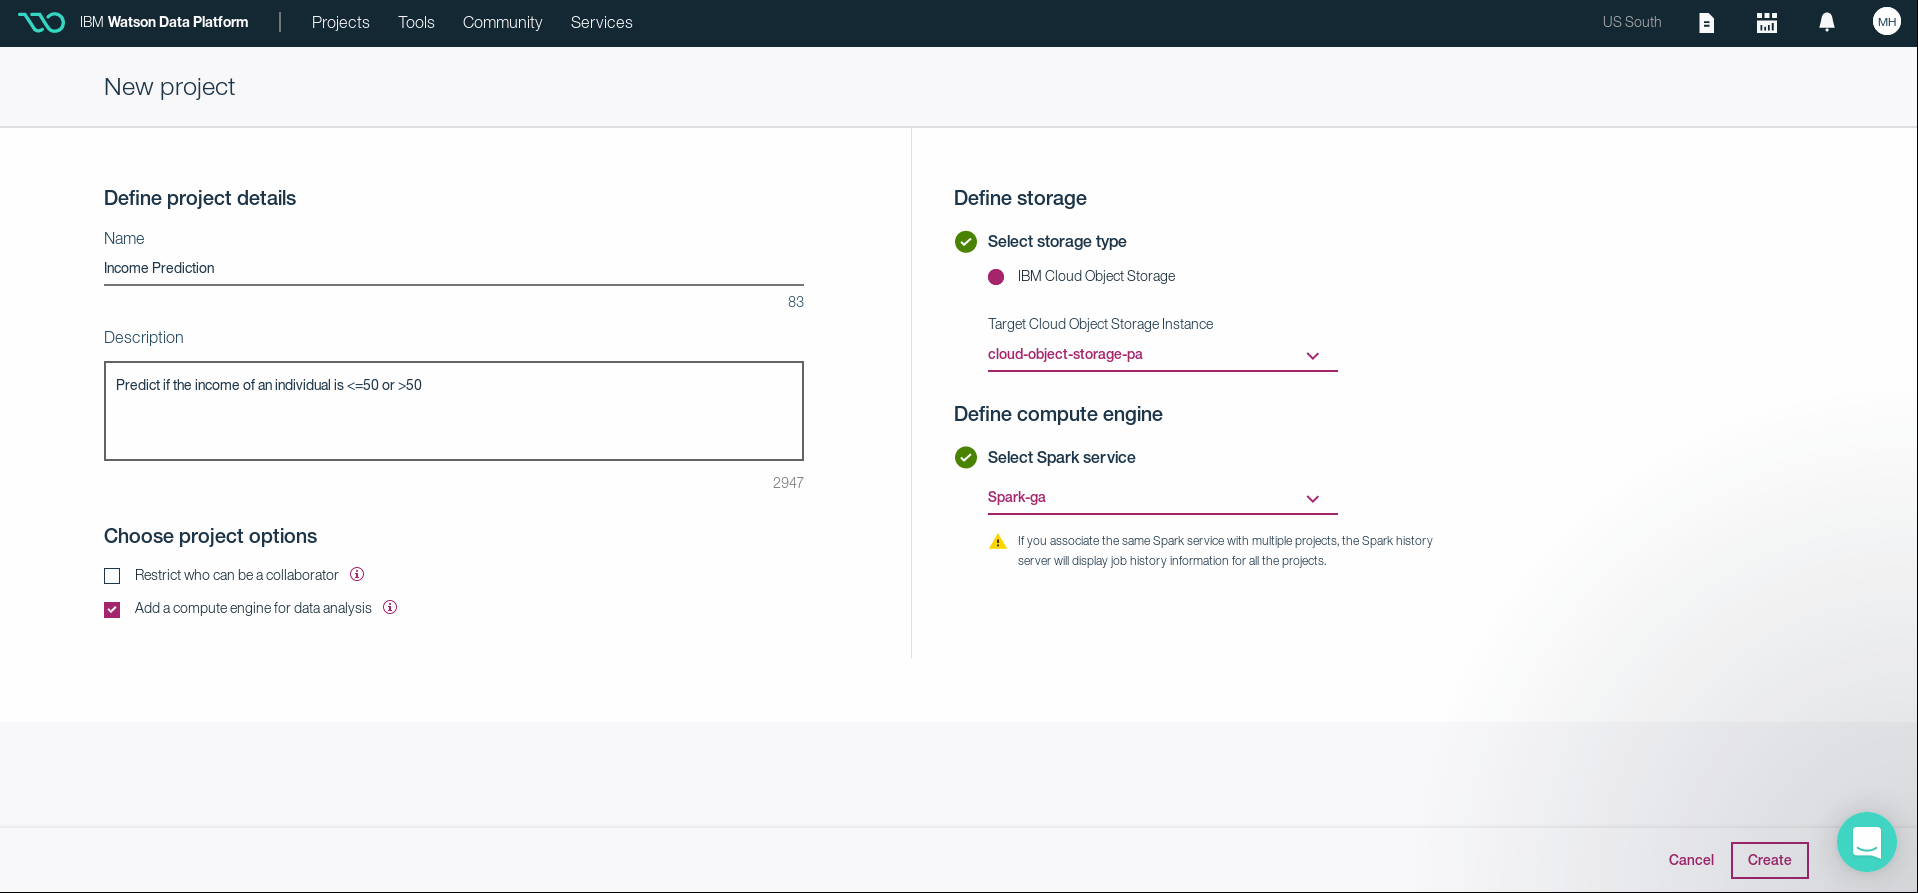 IBM Watson Data Platform
Projects
Tools
Community
Services
US South
MH
New project
Define project details
Name
Income Prediction
83
Description
Predict if the income of an individual is <=50 or >50
2947
Choose project options
Restrict who can be a collaborator
Add a compute engine for data analysis
Define storage
Select storage type
IBM Cloud Object Storage
Target Cloud Object Storage Instance
cloud-object-storage-pa
Define compute engine
Select Spark service
Spark-ga
If you associate the same Spark service with multiple projects, the Spark history
server will display job history information for all the projects.
Cancel
Create